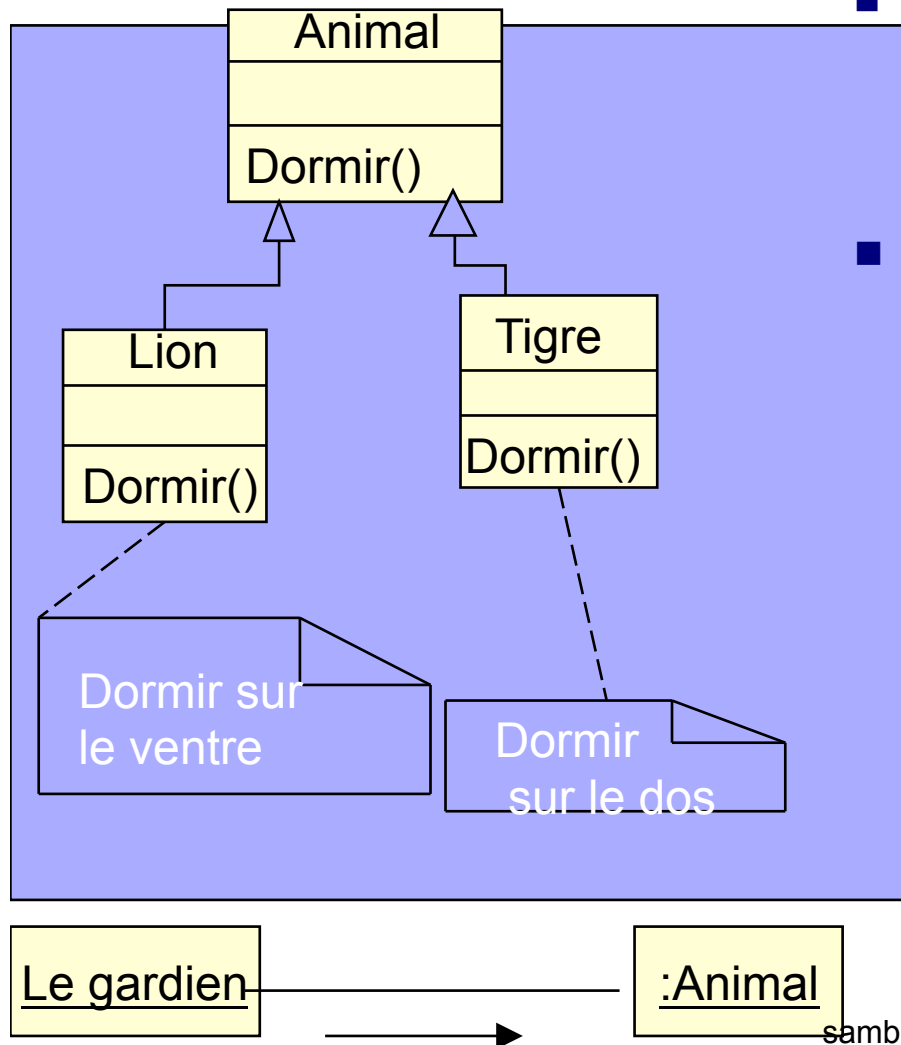 Animal
Dormir()
Lion
Dormir()
Tigre
Dormir()
Dormir sur
le ventre
Dormir
sur le dos
Le gardien
:Animal
samb